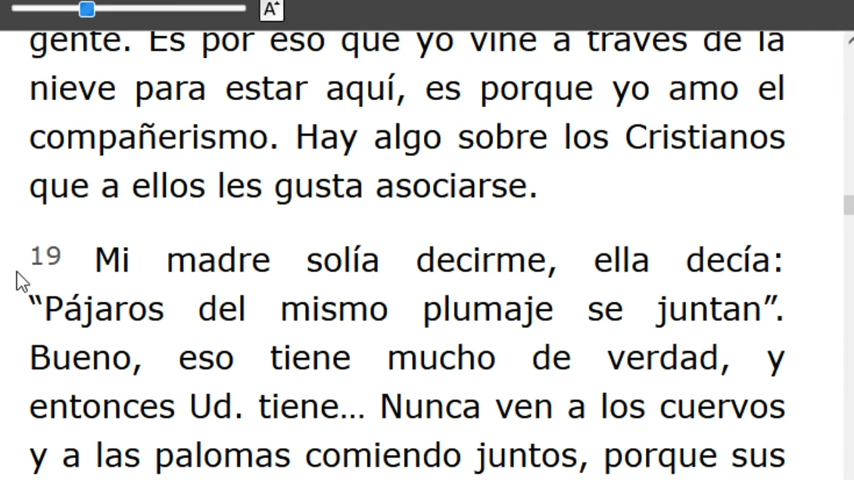 A
gente. Es por eso que yo vine a través de la
nieve para estar aquí, es porque yo amo el
compañerismo. Hay algo sobre los Cristianos
que a ellos les gusta asociarse.
19 Mi madre solía decirme, ella decía:
“Pájaros del mismo plumaje se juntan”.
Bueno, eso tiene mucho de verdad, y
entonces Ud. tiene... Nunca ven a los cuervos
y a las palomas comiendo juntos, porque sus